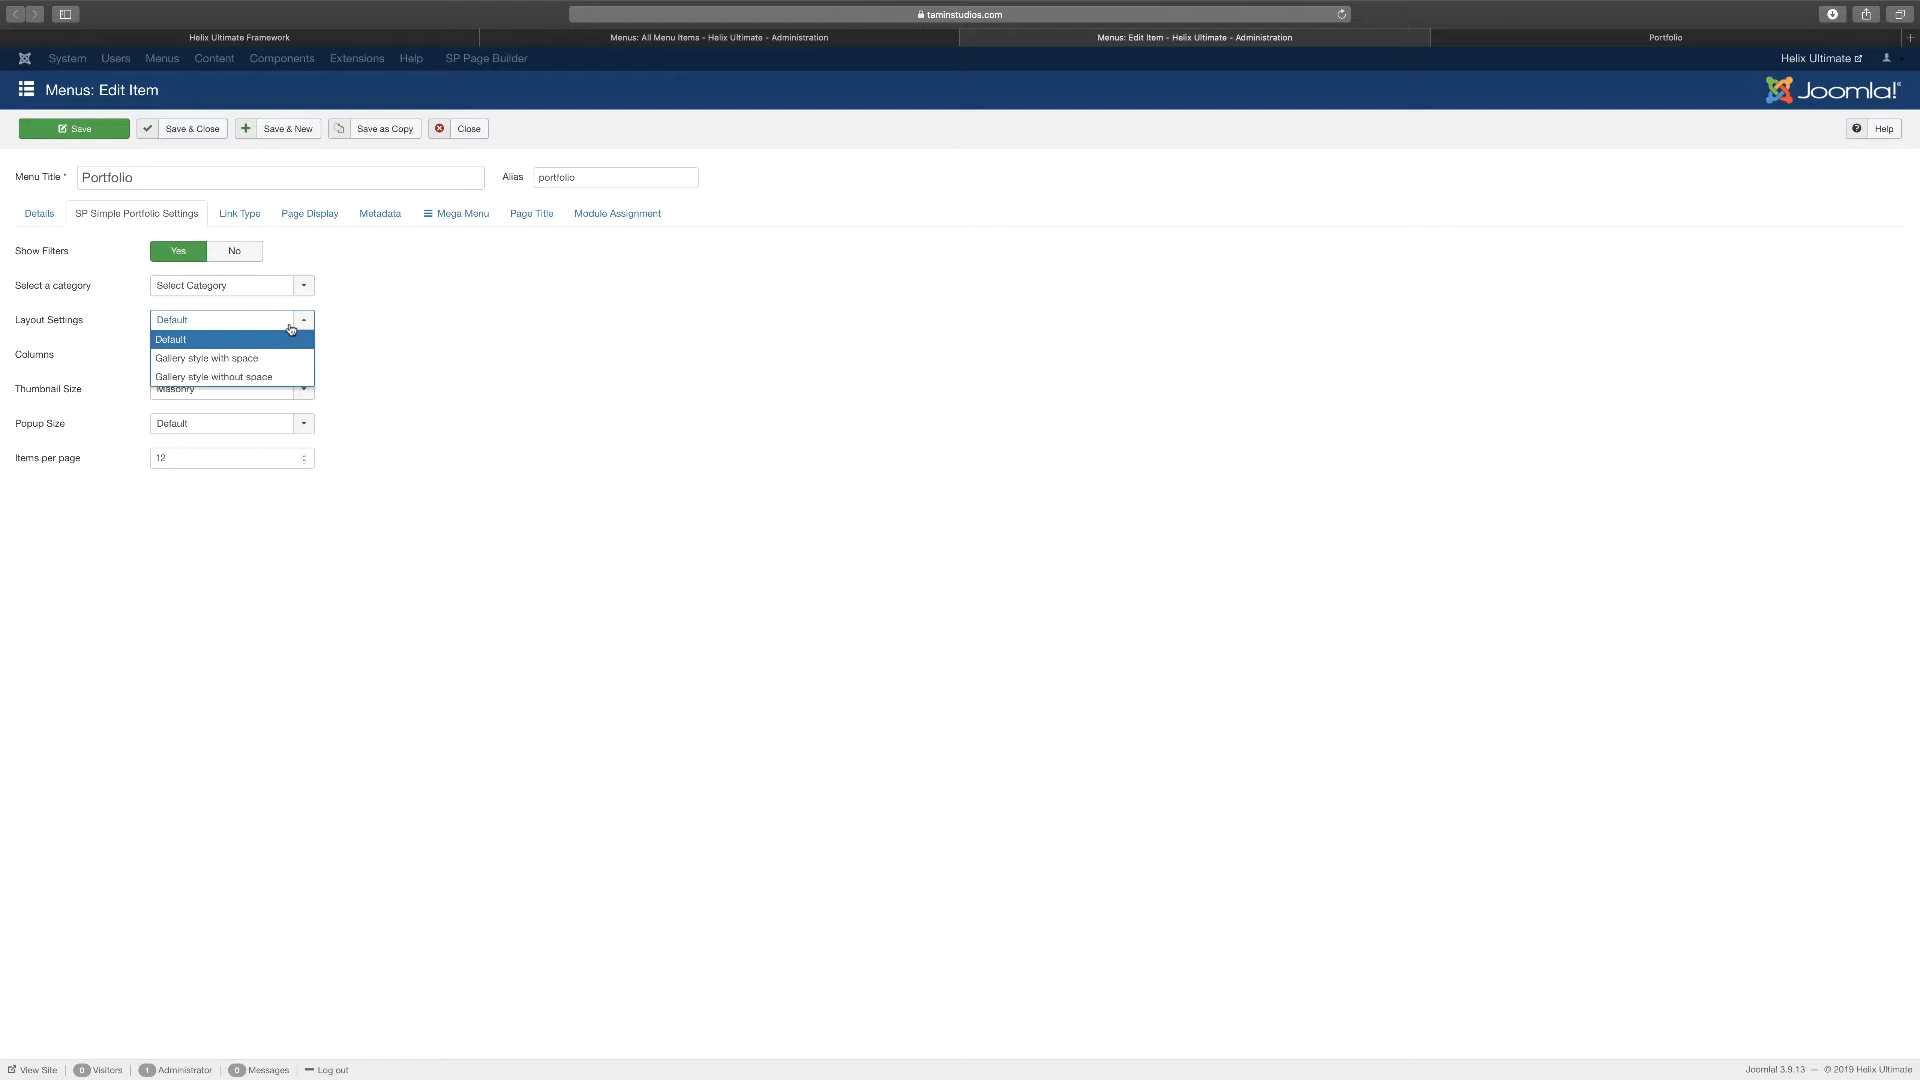 taminstudios.com
Helix Ultimate Framework
Menus: All Menu Items - Helix Ultimate - Administration
Menus: Edit Item - Helix Ultimate - Administration
Portfolio
System Users Menus Content Components Extensions Help SP Page Builder
Helix Ultimate
Menus: Edit Item
Joomla!®
Save
Save & Close
Save & New
Save as Copy
Close
Help
Menu Title * Portfolio
Alias portfolio
Details SP Simple Portfolio Settings Link Type Page Display Metadata Mega Menu Page Title Module Assignment
Show Filters Yes No
Select a category Select Category
Layout Settings Default
Default
Columns
Gallery style with space
Gallery style without space
Thumbnail Size Masonry
Popup Size Default
Items per page 12
View Site 0 Visitors 1 Administrator 0 Messages Log out
Joomla! 3.9.13 — © 2019 Helix Ultimate